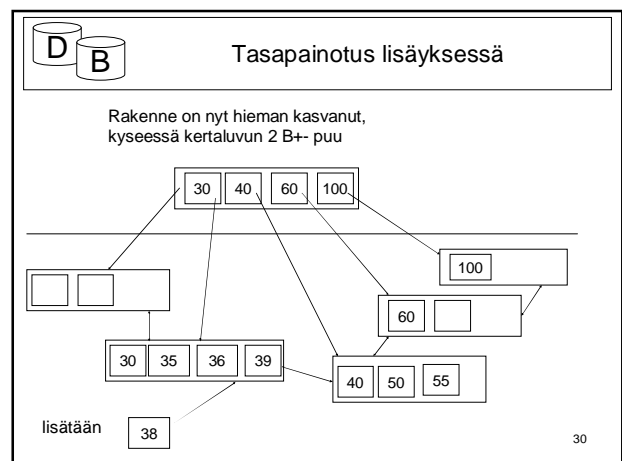 D
B
Tasapainotus lisäyksessä
Rakenne on nyt hieman kasvanut,
kyseessä kertaluvun 2 B+- puu
30 40 60 100
100
60
30 35 36 39
40 50 55
lisätään 38
30